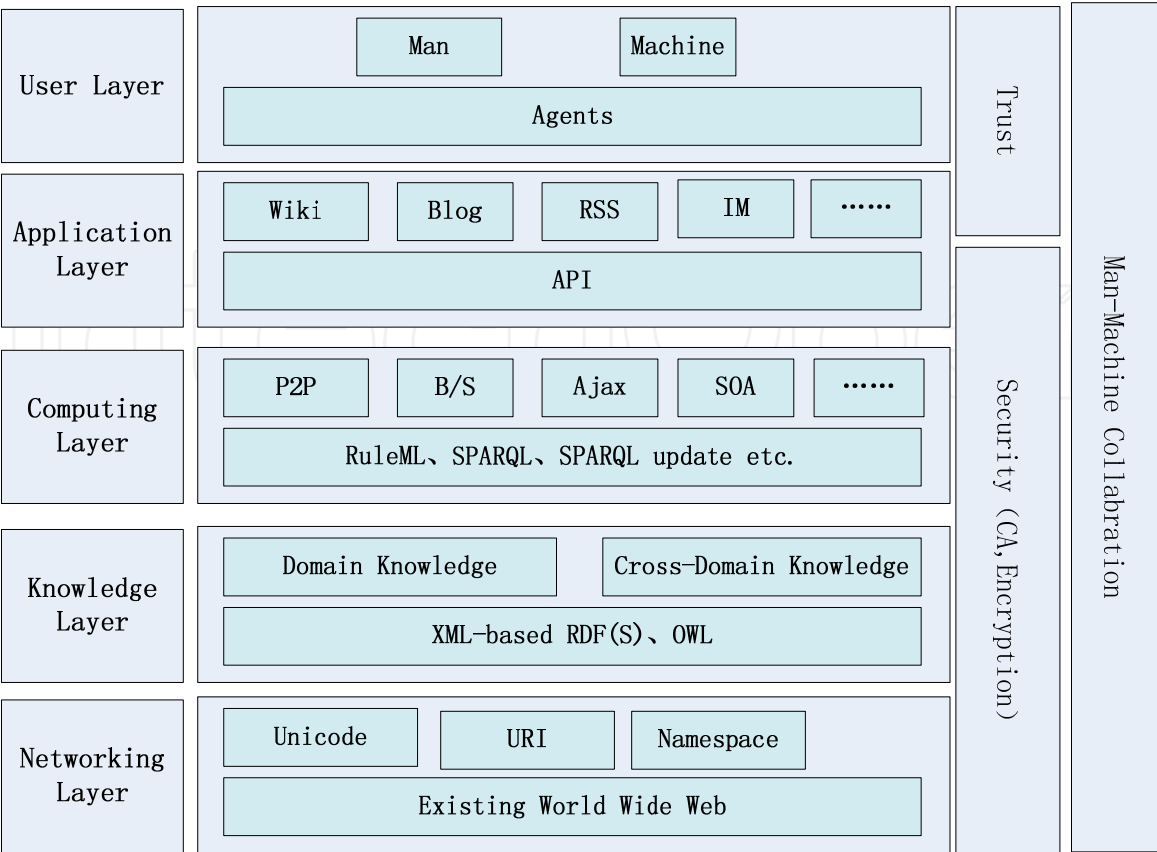 User Layer
Man
Machine
Agents
Application
Layer
Wiki
Blog
RSS
IM
……
API
Computing
Layer
P2P
B/S
Ajax
SOA
……
RuleML、SPARQL、SPARQL update etc.
Knowledge
Layer
Domain Knowledge
Cross-Domain Knowledge
XML-based RDF(S)、OWL
Networking
Layer
Unicode
URI
Namespace
Existing World Wide Web
Trust
Security (CA,Encryption)
Man-Machine Collabration